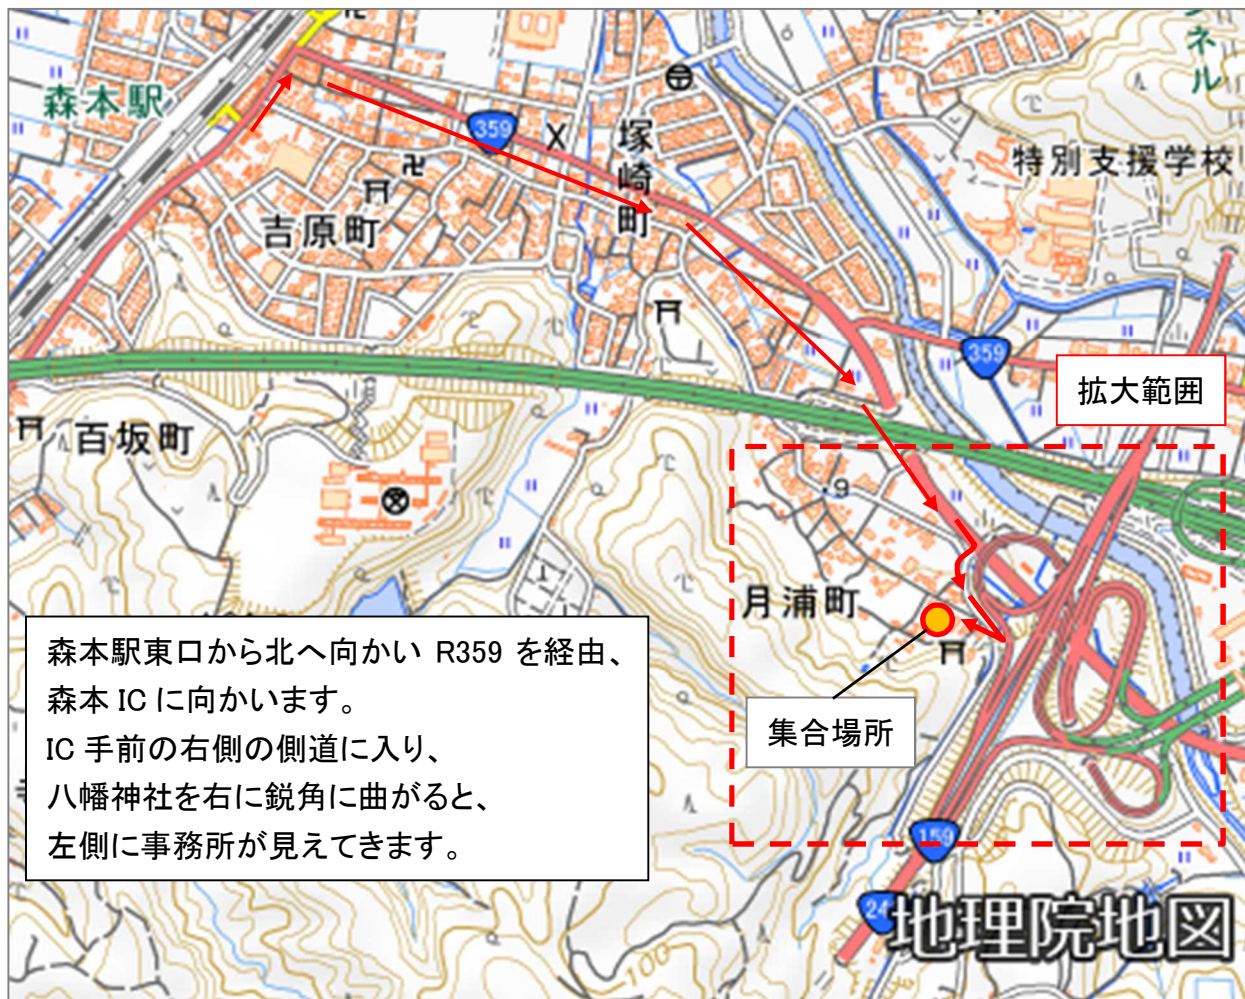 ネル
森本駅
359
塚崎町
特別支援学校
吉原町
359
拡大範囲
百坂町
9
月浦町
森本駅東口から北へ向かい R359 を経由、
森本 IC に向かいます。
IC 手前の右側の側道に入り、
八幡神社を右に鋭角に曲がると、
左側に事務所が見えてきます。
集合場所
159
24
地理院地図
100